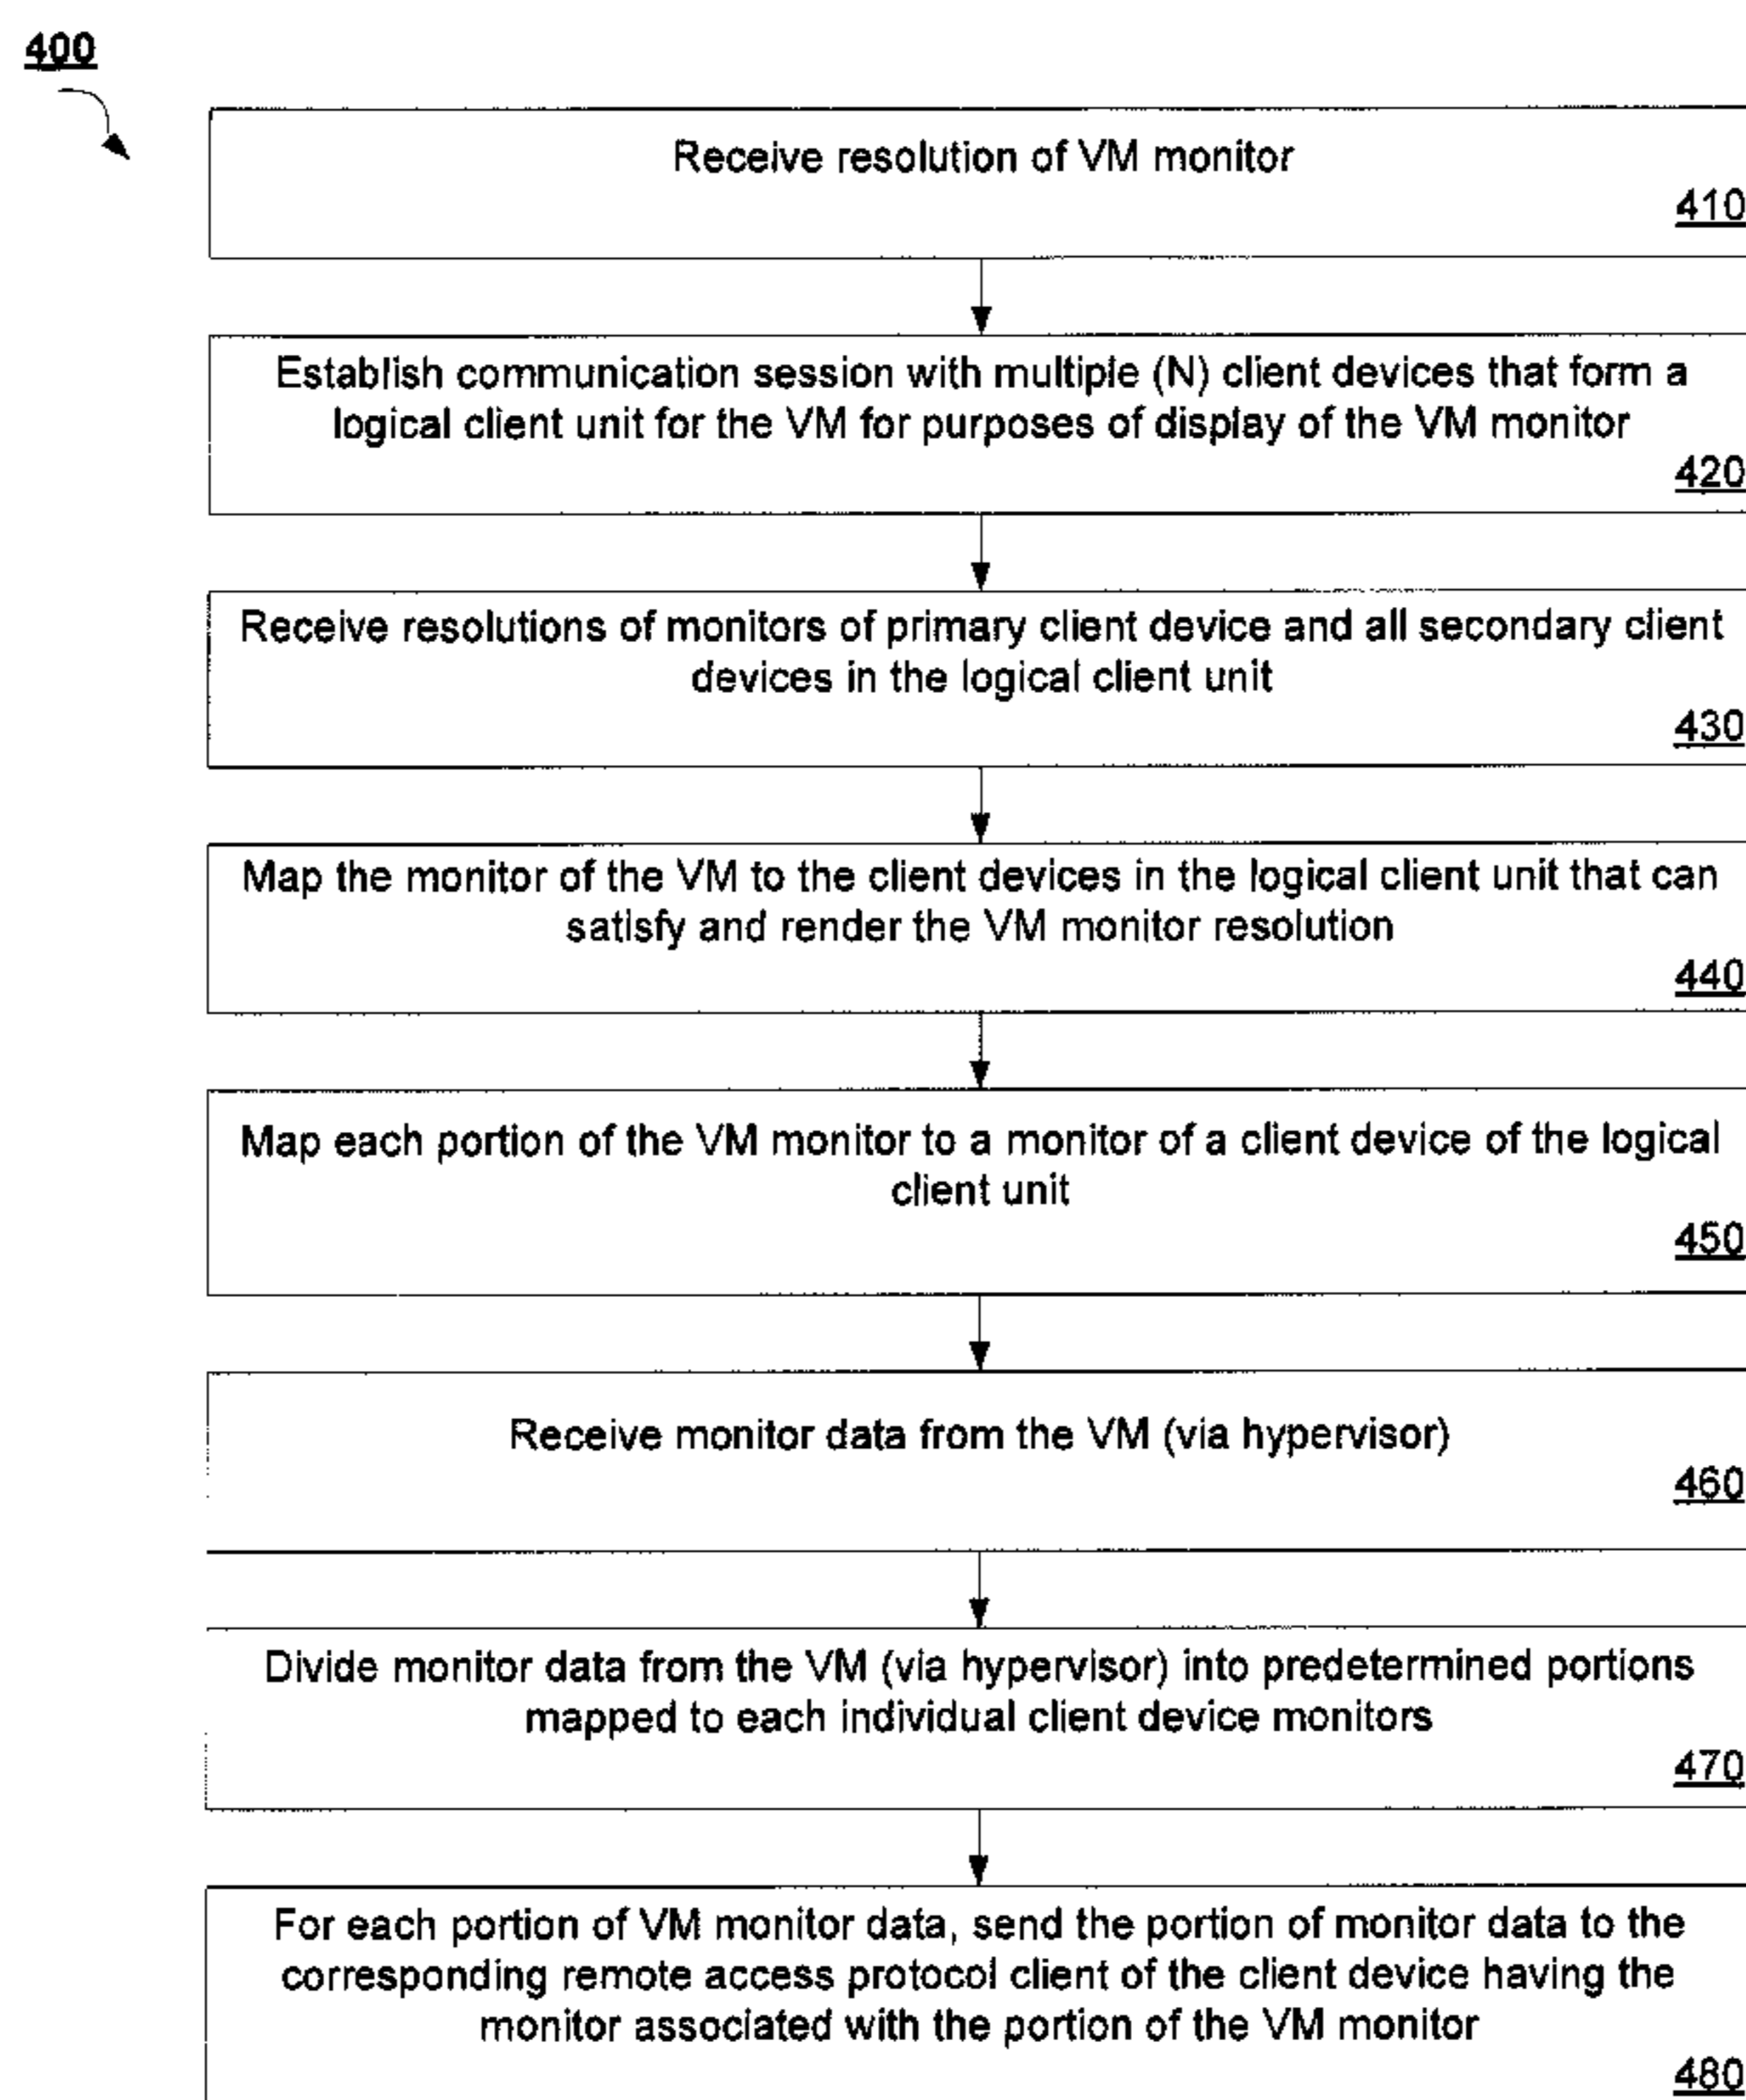 400
Receive resolution of VM monitor
410
Establish communication session with multiple (N) client devices that form a
logical client unit for the VM for purposes of display of the VM monitor
420
Receive resolutions of monitors of primary client device and all secondary client
devices in the logical client unit
430
Map the monitor of the VM to the client devices in the logical client unit that can
satisfy and render the VM monitor resolution
440
Map each portion of the VM monitor to a monitor of a client device of the logical
client unit
450
Receive monitor data from the VM (via hypervisor)
460
Divide monitor data from the VM (via hypervisor) into predetermined portions
mapped to each individual client device monitors
470
For each portion of VM monitor data, send the portion of monitor data to the
corresponding remote access protocol client of the client device having the
monitor associated with the portion of the VM monitor
480